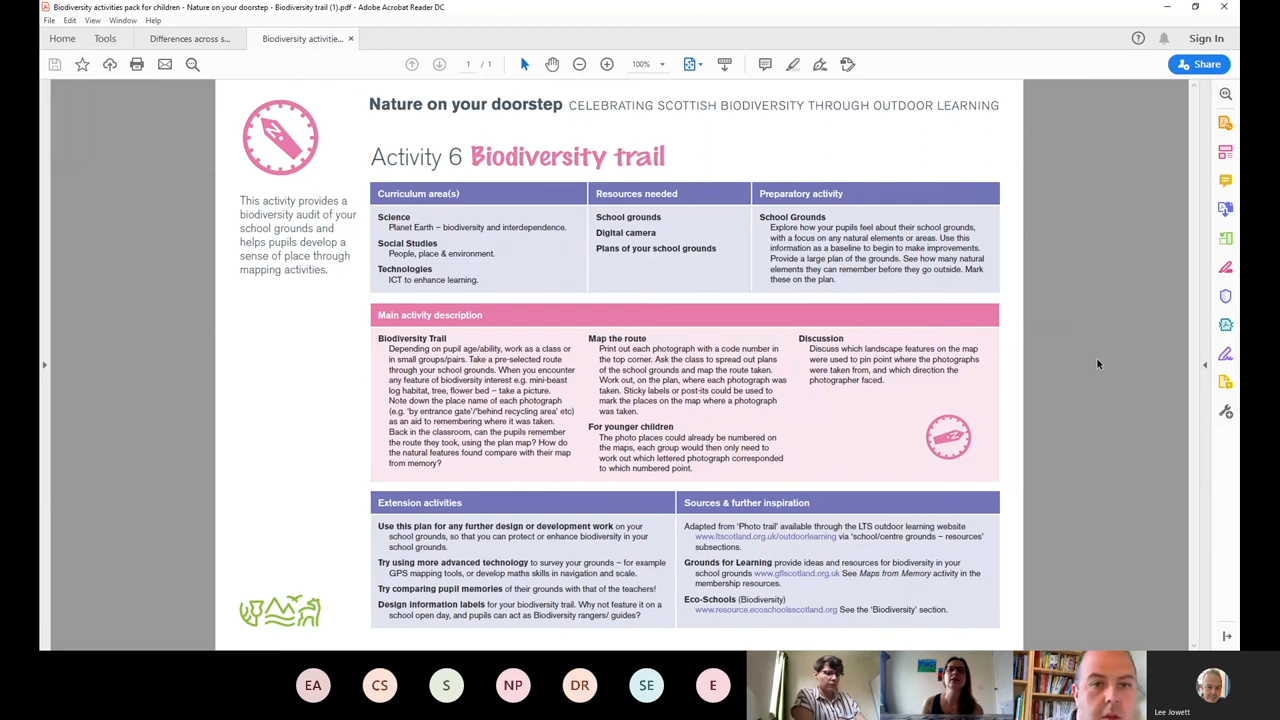 Biodiversity activities pack for children - Nature on your doorstep - Biodiversity trail (1).pdf - Adobe Acrobat Reader DC
File Edit View Window Help
Home Tools Differences across s... Biodiversity activitie... ×
Sign In
1 / 1 100% Share
Nature on your doorstep CELEBRATING SCOTTISH BIODIVERSITY THROUGH OUTDOOR LEARNING
Activity 6 Biodiversity trail
This activity provides a
biodiversity audit of your
school grounds and
helps pupils develop a
sense of place through
mapping activities.
Curriculum area(s)
Science
Planet Earth – biodiversity and interdependence.
Social Studies
People, place & environment.
Technologies
ICT to enhance learning.
Resources needed
School grounds
Digital camera
Plans of your school grounds
Preparatory activity
School Grounds
Explore how your pupils feel about their school grounds,
with a focus on any natural elements or areas. Use this
information as a baseline to begin to make improvements.
Provide a large plan of the grounds. See how many natural
elements they can remember before they go outside. Mark
these on the plan.
Main activity description
Biodiversity Trail
Depending on pupil age/ability, work as a class or
in small groups/pairs. Take a pre-selected route
through your school grounds. When you encounter
any feature of biodiversity interest e.g. mini-beast
log habitat, tree, flower bed – take a picture.
Note down the place name of each photograph
(e.g. 'by entrance gate'/'behind recycling area' etc)
as an aid to remembering where it was taken.
Back in the classroom, can the pupils remember
the route they took, using the plan map? How do
the natural features found compare with their map
from memory?
Map the route
Print out each photograph with a code number in
the top corner. Ask the class to spread out plans
of the school grounds and map the route taken.
Work out, on the plan, where each photograph was
taken. Sticky labels or post-its could be used to
mark the places on the map where a photograph
was taken.
For younger children
The photo places could already be numbered on
the maps, each group would then only need to
work out which lettered photograph corresponded
to which numbered point.
Discussion
Discuss which landscape features on the map
were used to pin point where the photographs
were taken from, and which direction the
photographer faced.
Extension activities
Use this plan for any further design or development work on your
school grounds, so that you can protect or enhance biodiversity in your
school grounds.
Try using more advanced technology to survey your grounds – for example
GPS mapping tools, or develop maths skills in navigation and scale.
Try comparing pupil memories of their grounds with that of the teachers!
Design information labels for your biodiversity trail. Why not feature it on a
school open day, and pupils can act as Biodiversity rangers/ guides?
Sources & further inspiration
Adapted from 'Photo trail' available through the LTS outdoor learning website
www.ltscotland.org.uk/outdoorlearning via 'school/centre grounds – resources'
subsections.
Grounds for Learning provide ideas and resources for biodiversity in your
school grounds www.gflscotland.org.uk See Maps from Memory activity in the
membership resources.
Eco-Schools (Biodiversity)
www.resource.ecoschoolsscotland.org See the 'Biodiversity' section.
EA CS S NP DR SE E
Lee Jowett